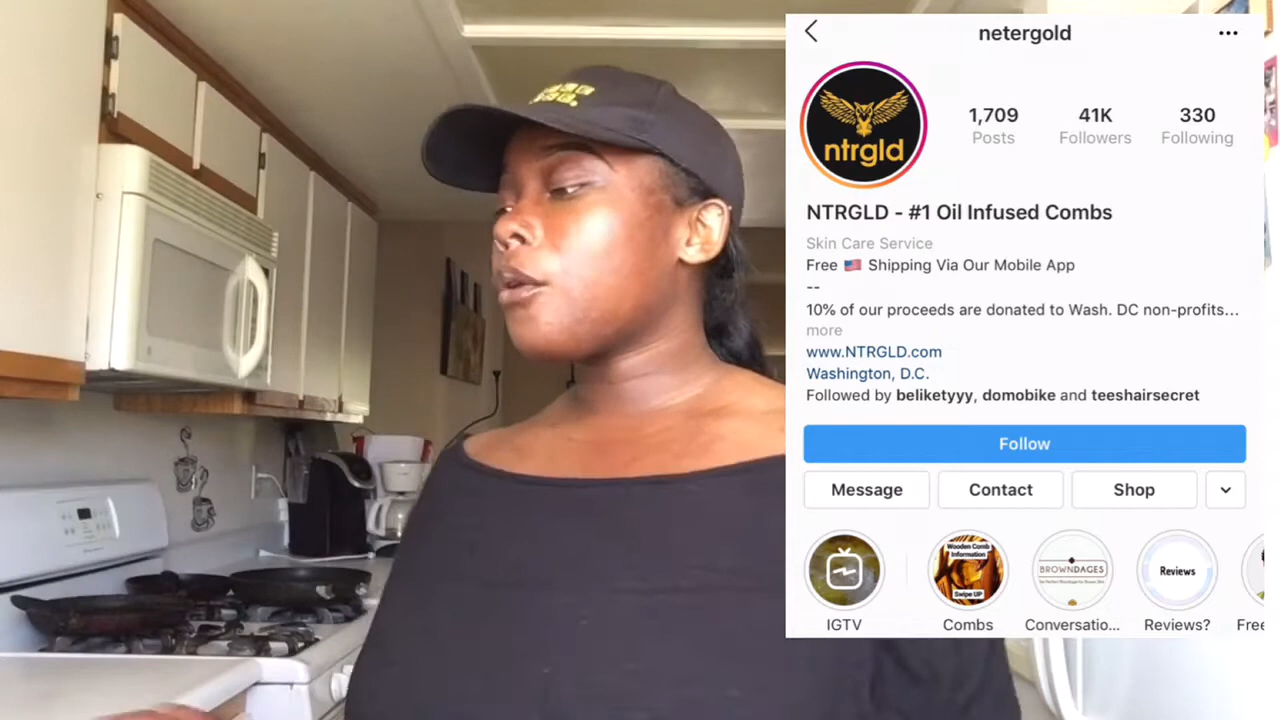 netergold
ntrgld
1,709
41K
330
Posts
Followers
Following
NTRGLD - #1 Oil Infused Combs
Skin Care Service
Free 🇺🇸 Shipping Via Our Mobile App
--
10% of our proceeds are donated to Wash. DC non-profits...
more
www.NTRGLD.com
Washington, D.C.
Followed by beliketyyy, domobike and teeshairsecret
Follow
Message
Contact
Shop
Wooden Comb
Information
Swipe UP
BROWNDAGES
Reviews
IGTV
Combs
Conversatio...
Reviews?
Free